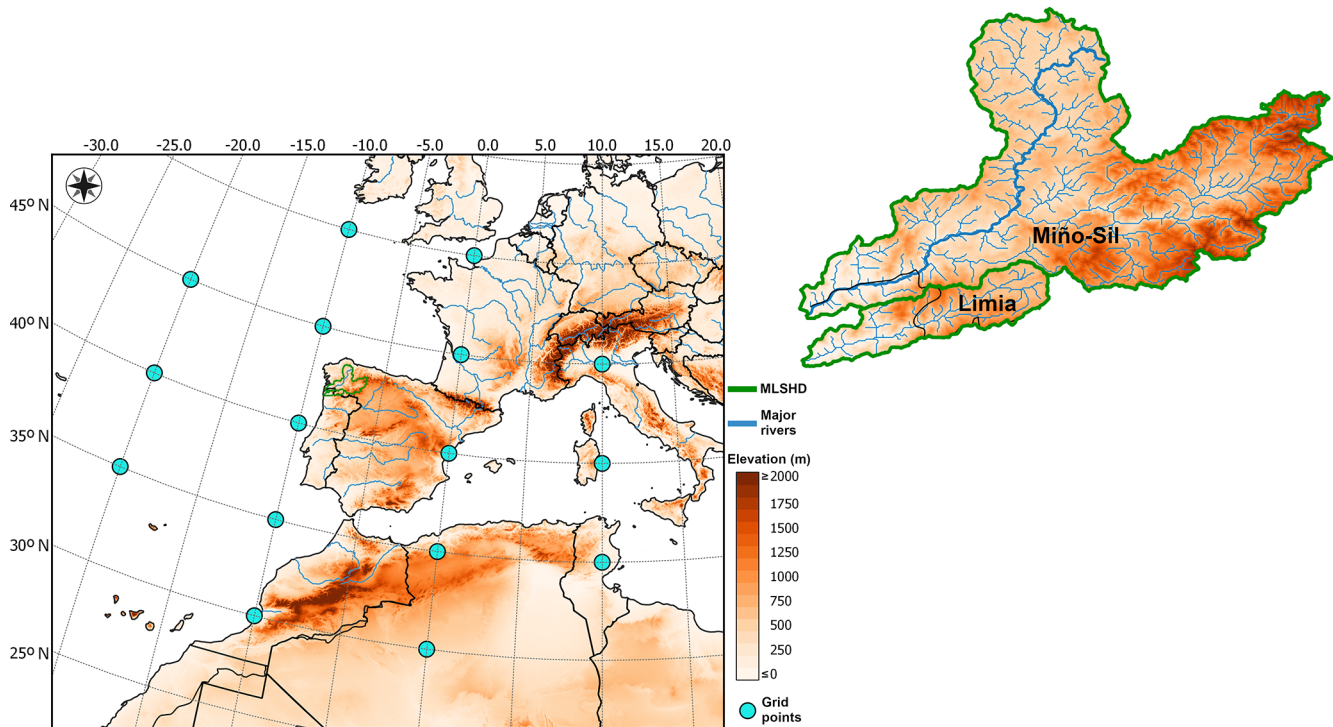 -30.0 -25.0 -20.0 -15.0 -10.0 -5.0 0.0 5.0 10.0 15.0 20.0
45º N
40º N
35º N
30º N
25º N
Miño-Sil
Limia
MLSHD
Major
rivers
Elevation (m)
≥ 2000
1750
1500
1250
1000
750
500
250
≤ 0
Grid
points